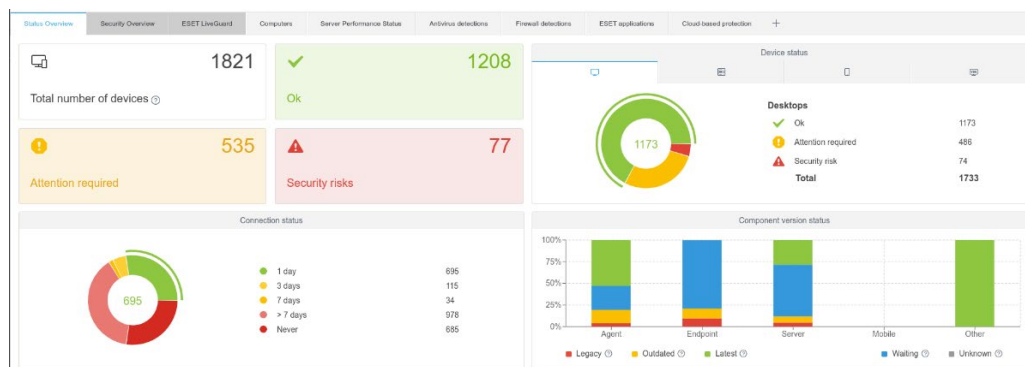 Status Overview Security Overview ESET LiveGuard Computers Server Performance Status Antivirus detections Firewall detections ESET applications Cloud-based protection +
1821
Total number of devices
1208
Ok
535
Attention required
77
Security risks
Device status
1173
Desktops
Ok 1173
Attention required 486
Security risk 74
Total 1733
Connection status
695
1 day 695
3 days 115
7 days 34
> 7 days 978
Never 685
Component version status
100%
75%
50%
25%
0%
Agent Endpoint Server Mobile Other
Legacy Outdated Latest Waiting Unknown